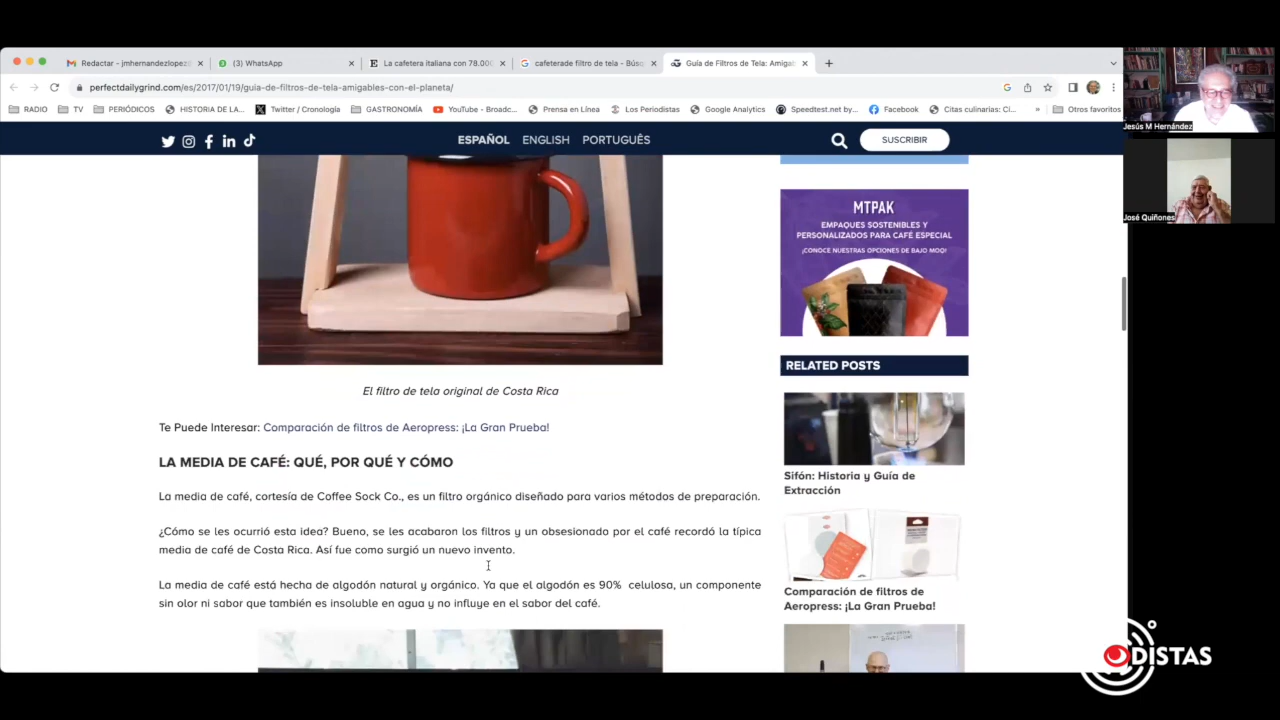 Redactar - jmhernandezlopez@
(3) WhatsApp
La cafetera italiana con 78.000
cafeterade filtro de tela - Búsq
Guía de Filtros de Tela: Amigab
perfectdailygrind.com/es/2017/01/19/guia-de-filtros-de-tela-amigables-con-el-planeta/
RADIO
TV
PERIÓDICOS
HISTORIA DE LA...
Twitter / Cronología
GASTRONOMÍA
YouTube - Broadc...
Prensa en Línea
Los Periodistas
Google Analytics
Speedtest.net by...
Facebook
Citas culinarias: Ci...
»
Otros favoritos
ESPAÑOL ENGLISH PORTUGUÊS
SUSCRIBIR
Jesús M Hernández
José Quiñones
MTPAK
EMPAQUES SOSTENIBLES Y
PERSONALIZADOS PARA CAFÉ ESPECIAL
¡CONOCE NUESTRAS OPCIONES DE BAJO MOQ!
El filtro de tela original de Costa Rica
Te Puede Interesar: Comparación de filtros de Aeropress: ¡La Gran Prueba!
LA MEDIA DE CAFÉ: QUÉ, POR QUÉ Y CÓMO
La media de café, cortesía de Coffee Sock Co., es un filtro orgánico diseñado para varios métodos de preparación.
¿Cómo se les ocurrió esta idea? Bueno, se les acabaron los filtros y un obsesionado por el café recordó la típica
media de café de Costa Rica. Así fue como surgió un nuevo invento.
La media de café está hecha de algodón natural y orgánico. Ya que el algodón es 90% celulosa, un componente
sin olor ni sabor que también es insoluble en agua y no influye en el sabor del café.
RELATED POSTS
Sifón: Historia y Guía de
Extracción
Comparación de filtros de
Aeropress: ¡La Gran Prueba!
DISTAS